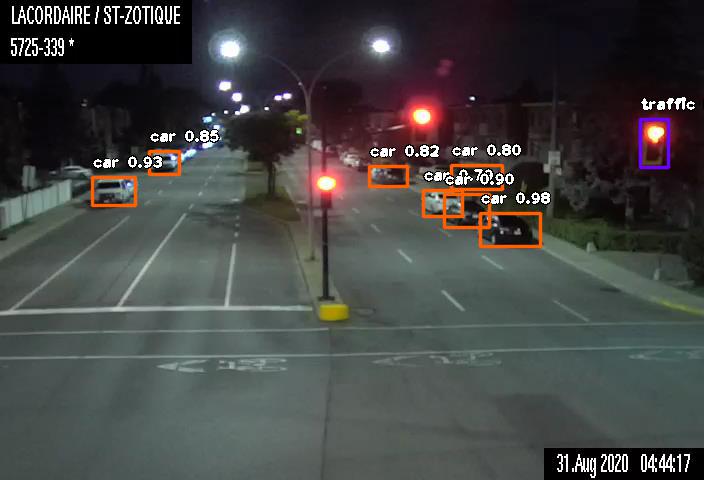 LACORDAIRE / ST-ZOTIQUE
5725-339 *
traffic
car 0.85
car 0.93
car 0.82
car 0.80
car 0.90
car 0.98
31.Aug 2020 04:44:17